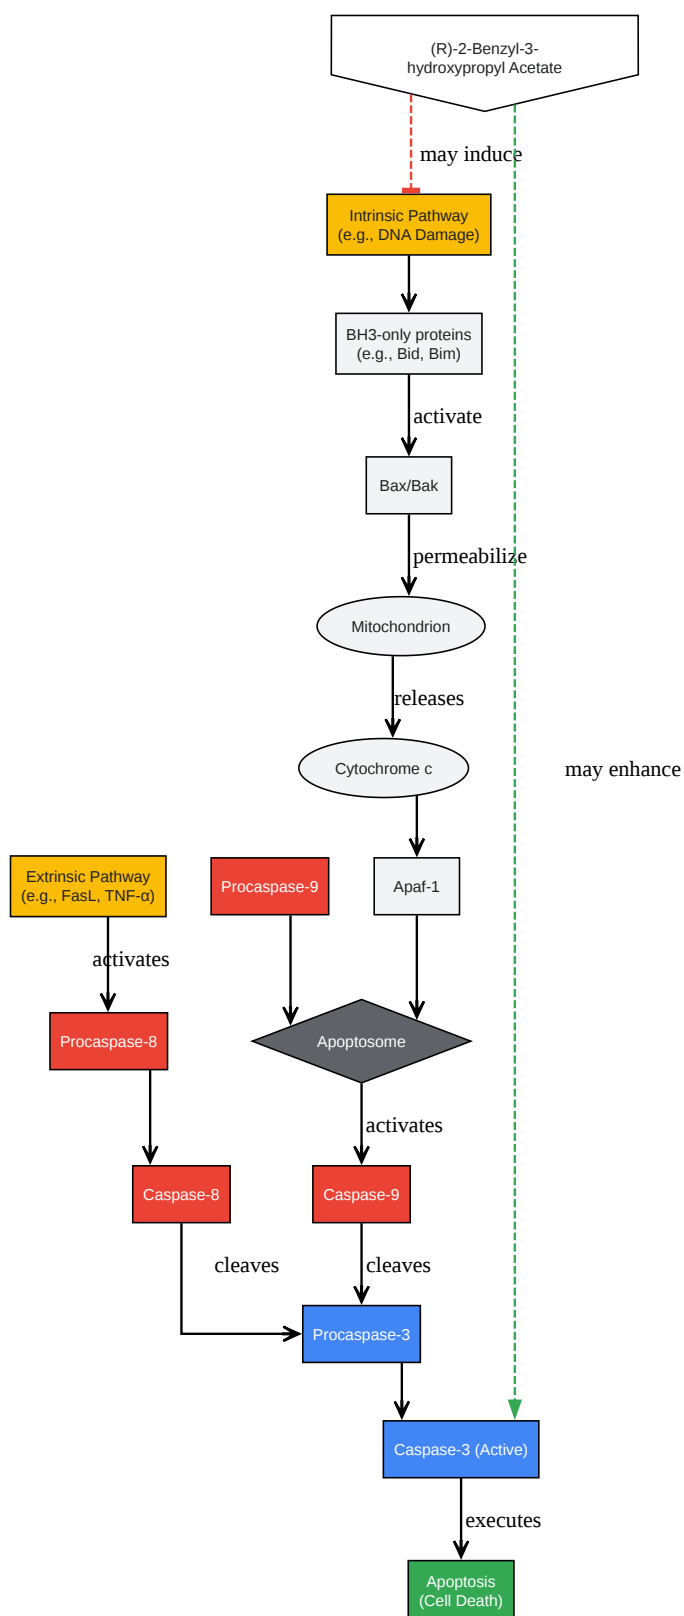 (R)-2-Benzyl-3-
hydroxypropyl Acetate
may induce
Intrinsic Pathway
(e.g., DNA Damage)
BH3-only proteins
(e.g., Bid, Bim)
activate
Bax/Bak
permeabilize
Mitochondrion
releases
Cytochrome c
may enhance
Extrinsic Pathway
(e.g., FasL, TNF-α)
Procaspase-9
Apaf-1
activates
Procaspase-8
Apoptosome
activates
Caspase-8
Caspase-9
cleaves
cleaves
Procaspase-3
Caspase-3 (Active)
executes
Apoptosis
(Cell Death)